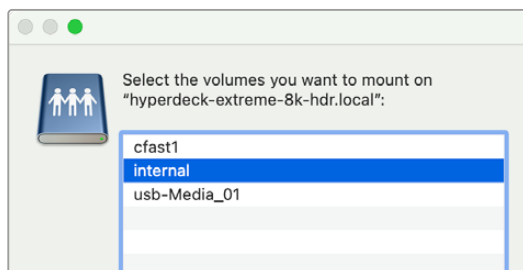 Select the volumes you want to mount on
“hyperdeck-extreme-8k-hdr.local”:
cfast1
internal
usb-Media_01